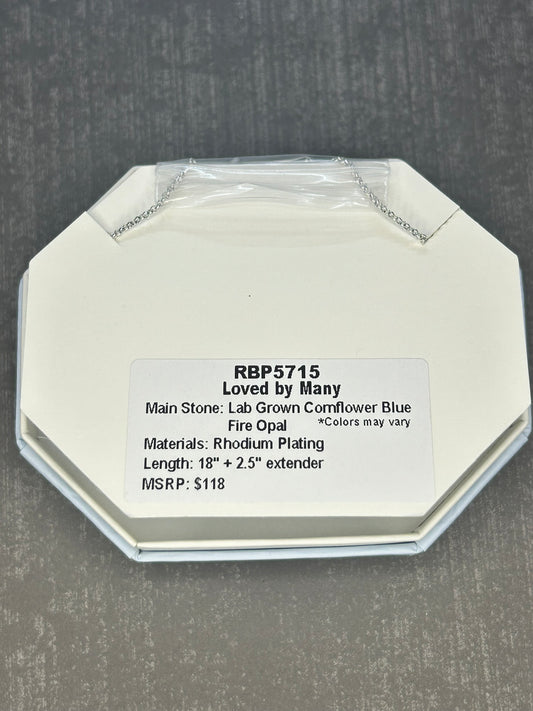 RBP5715
Loved by Many
Main Stone: Lab Grown Cornflower Blue
Fire Opal *Colors may vary
Materials: Rhodium Plating
Length: 18" + 2.5" extender
MSRP: $118